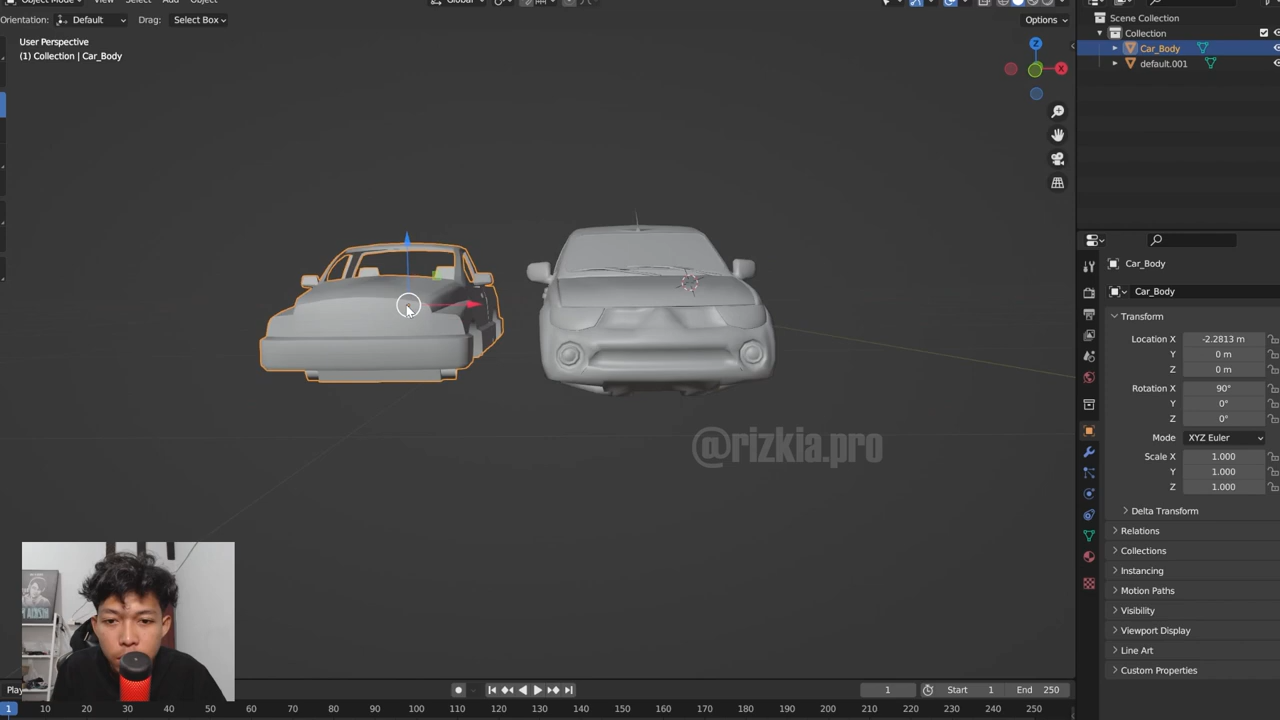 Object Mode View Select Add Object Global
Orientation: Default Drag: Select Box Options
User Perspective
(1) Collection | Car_Body
Z
X
@rizkia.pro
Scene Collection
Collection
Car_Body
default.001
Car_Body
Car_Body
Transform
Location X -2.2813 m
Y 0 m
Z 0 m
Rotation X 90°
Y 0°
Z 0°
Mode XYZ Euler
Scale X 1.000
Y 1.000
Z 1.000
Delta Transform
Relations
Collections
Instancing
Motion Paths
Visibility
Viewport Display
Line Art
Custom Properties
Play 1 Start 1 End 250
1 10 20 30 40 50 60 70 80 90 100 110 120 130 140 150 160 170 180 190 200 210 220 230 240 250